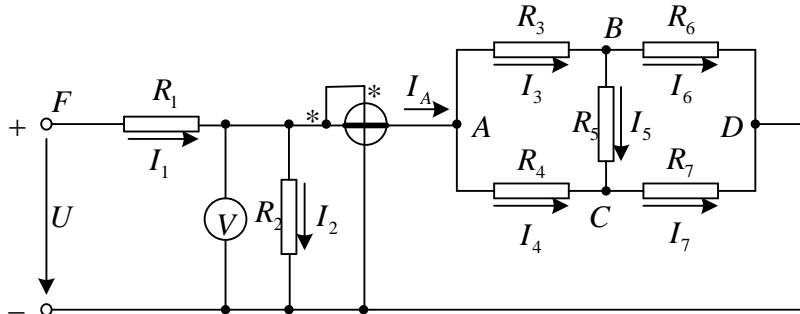 R3 B R6
I3 I6
F R1 * * IA
+ I1 A R5 I5 D
U V R2 I2 R4 R7
C
I4 I7
−